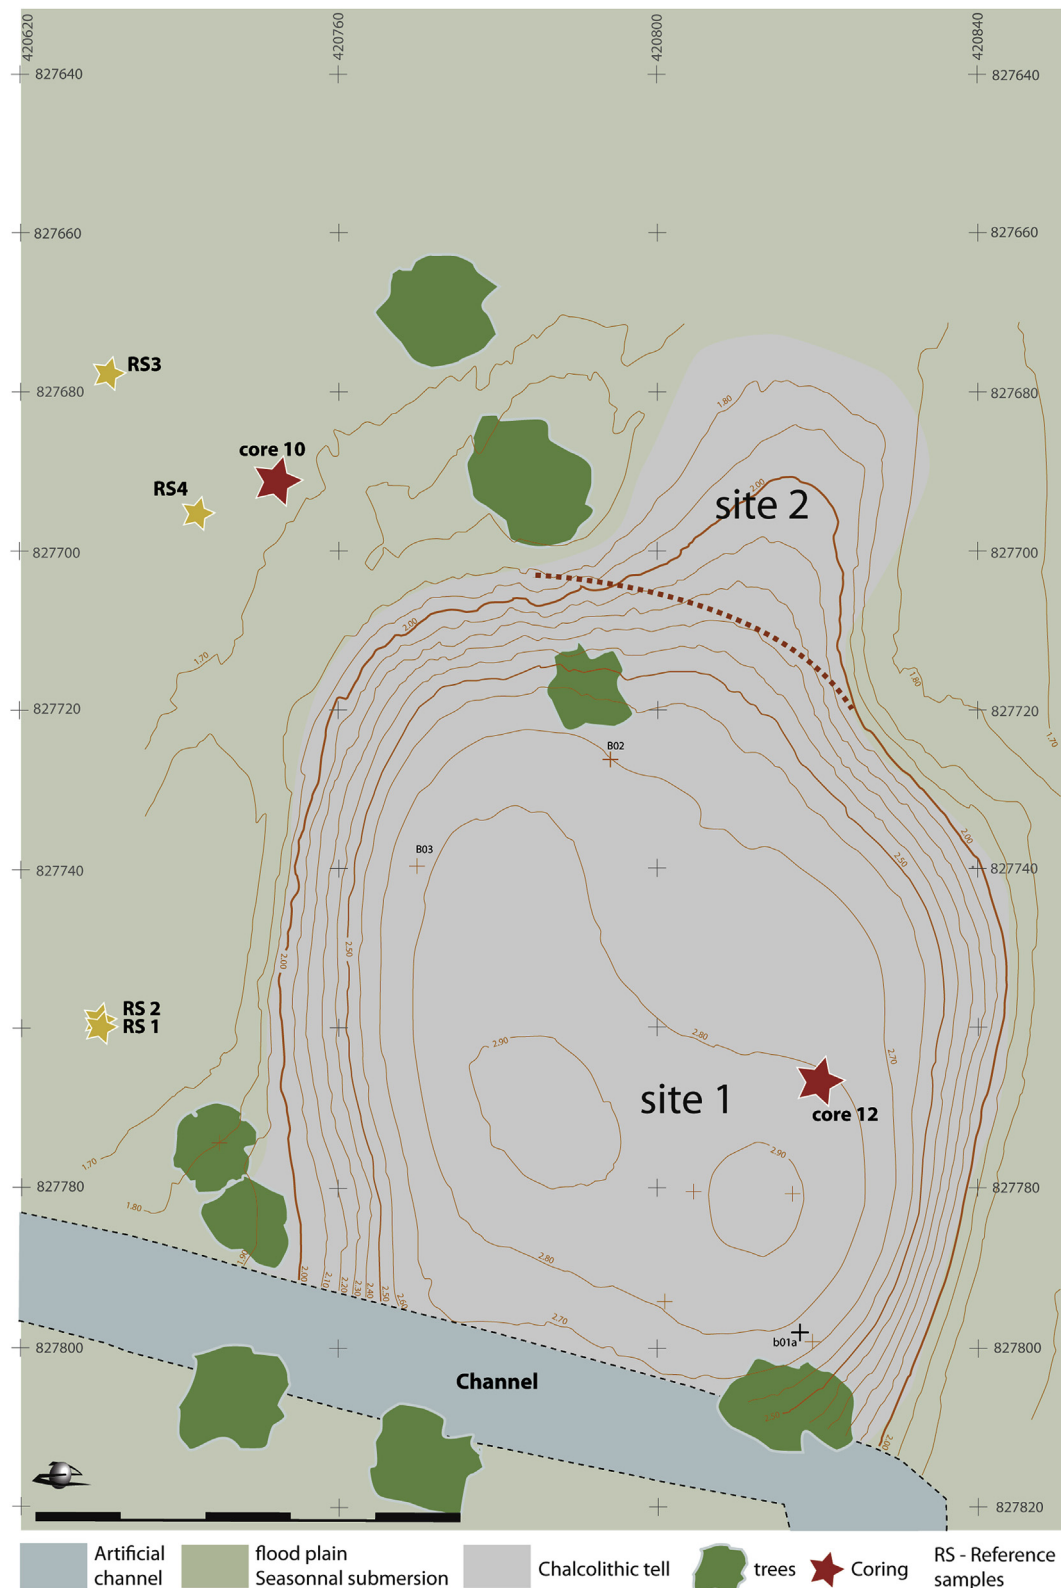 420620
420760
420800
420840
827640
827640
827660
827660
RS3
827680
827680
1.80
core 10
RS4
2.00
site 2
827700
827700
2.00
1.70
1.80
827720
827720
1.70
B02
2.00
B03
2.50
827740
827740
2.50
2.00
RS 2
RS 1
2.80
2.70
2.90
site 1
core 12
2.90
1.70
827780
827780
1.80
1.90
2.80
2.00
2.10
2.20
2.30
2.40
2.50
2.60
2.70
b01a
827800
827800
Channel
2.50
2.00
827820
Artificial channel
flood plain
Seasonnal submersion
Chalcolithic tell
trees
Coring
RS - Reference samples